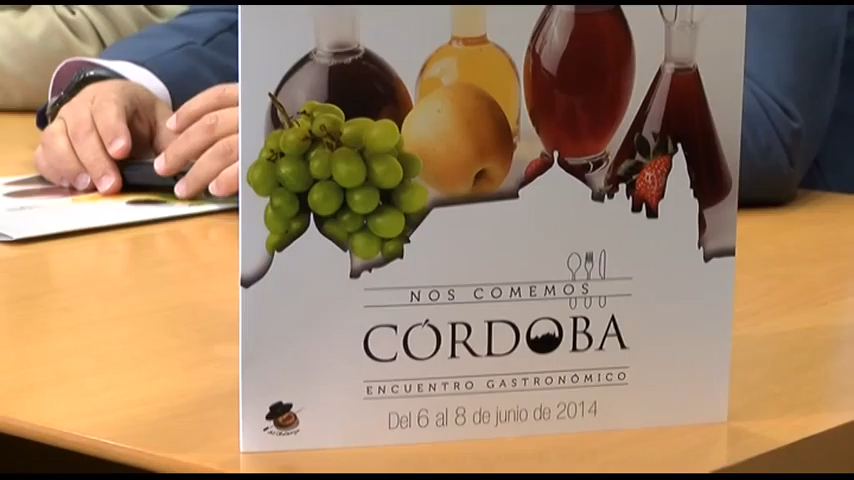 NOS COMEMOS
CÓRDOBA
ENCUENTRO GASTRONÓMICO
Del 6 al 8 de junio de 2014